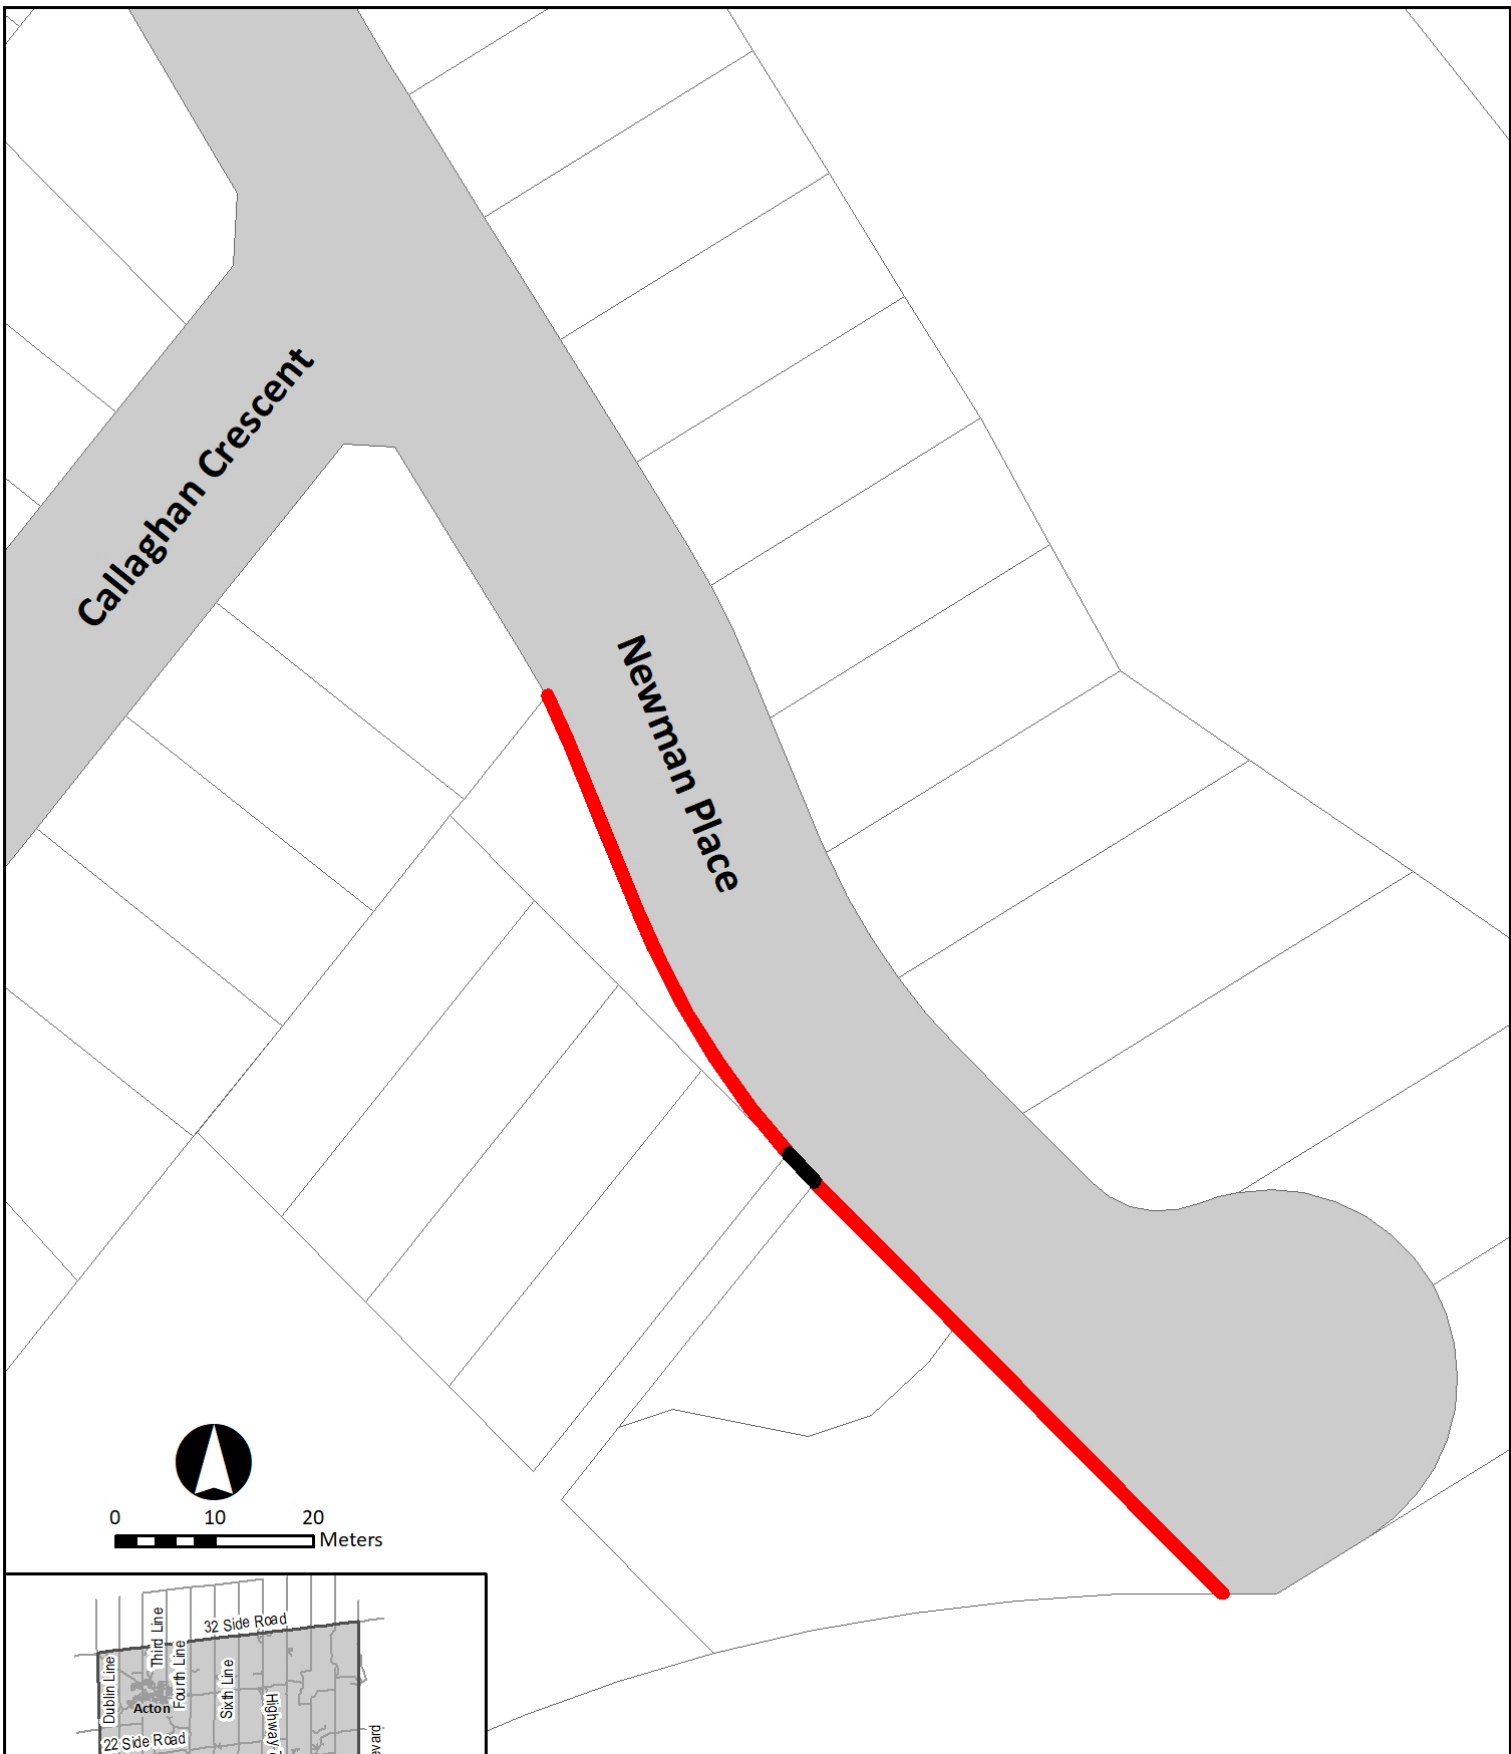 Callaghan Crescent
Newman Place
0 10 20
Meters
32 Side Road
Third Line
Fourth Line
Dublin Line
Sixth Line
Acton
Highway
22 Side Road